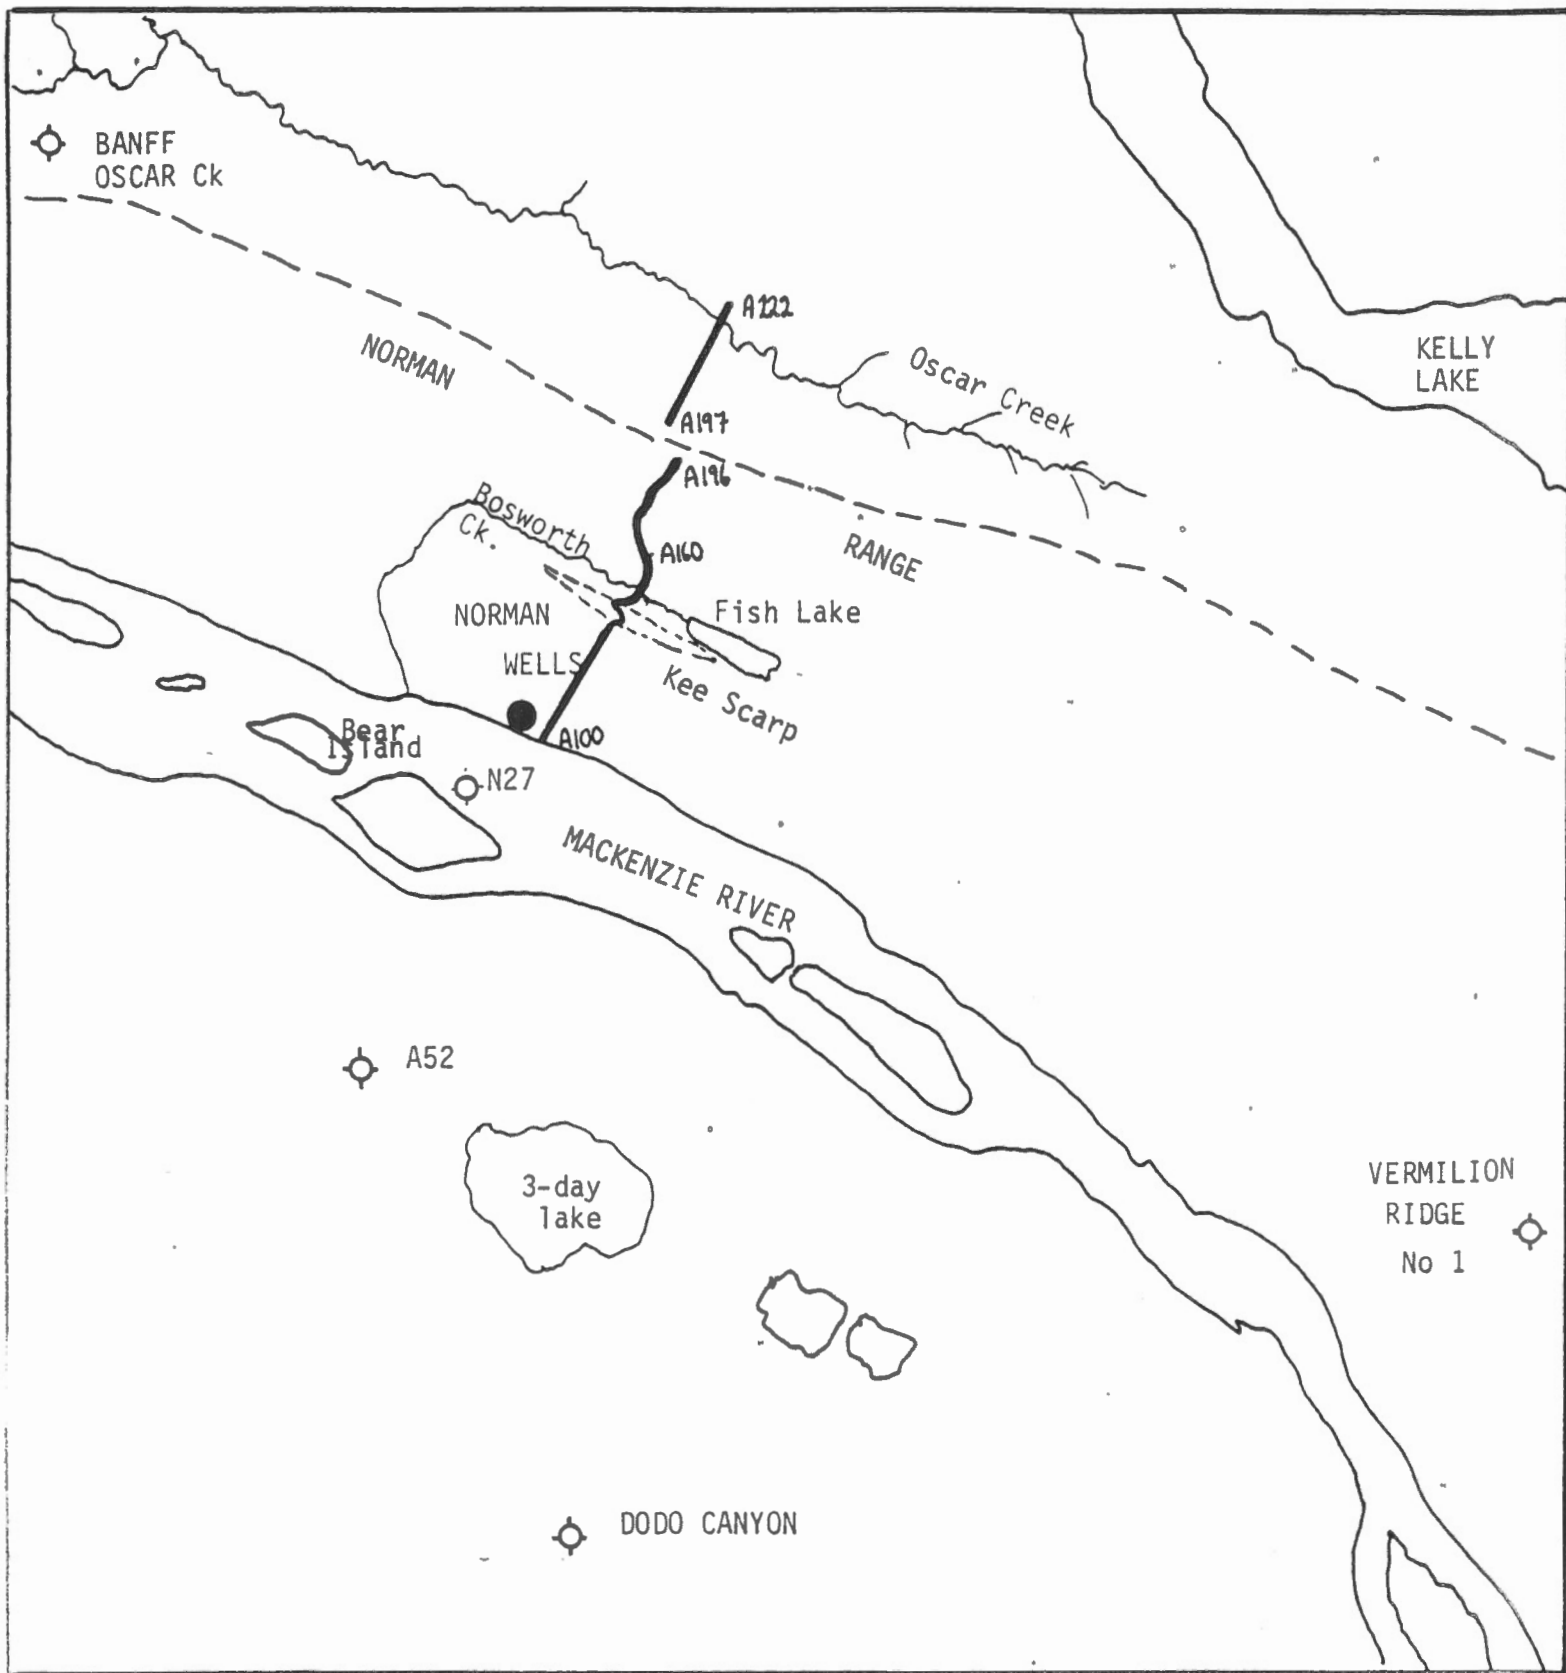 BANFF
OSCAR Ck
A122
NORMAN
KELLY
LAKE
Oscar Creek
A197
A196
Bosworth
Ck.
RANGE
A160
NORMAN
Fish Lake
WELLS
Kee Scarp
Bear
Island
A100
N27
MACKENZIE RIVER
A52
3-day
lake
VERMILION
RIDGE
No 1
DODO CANYON